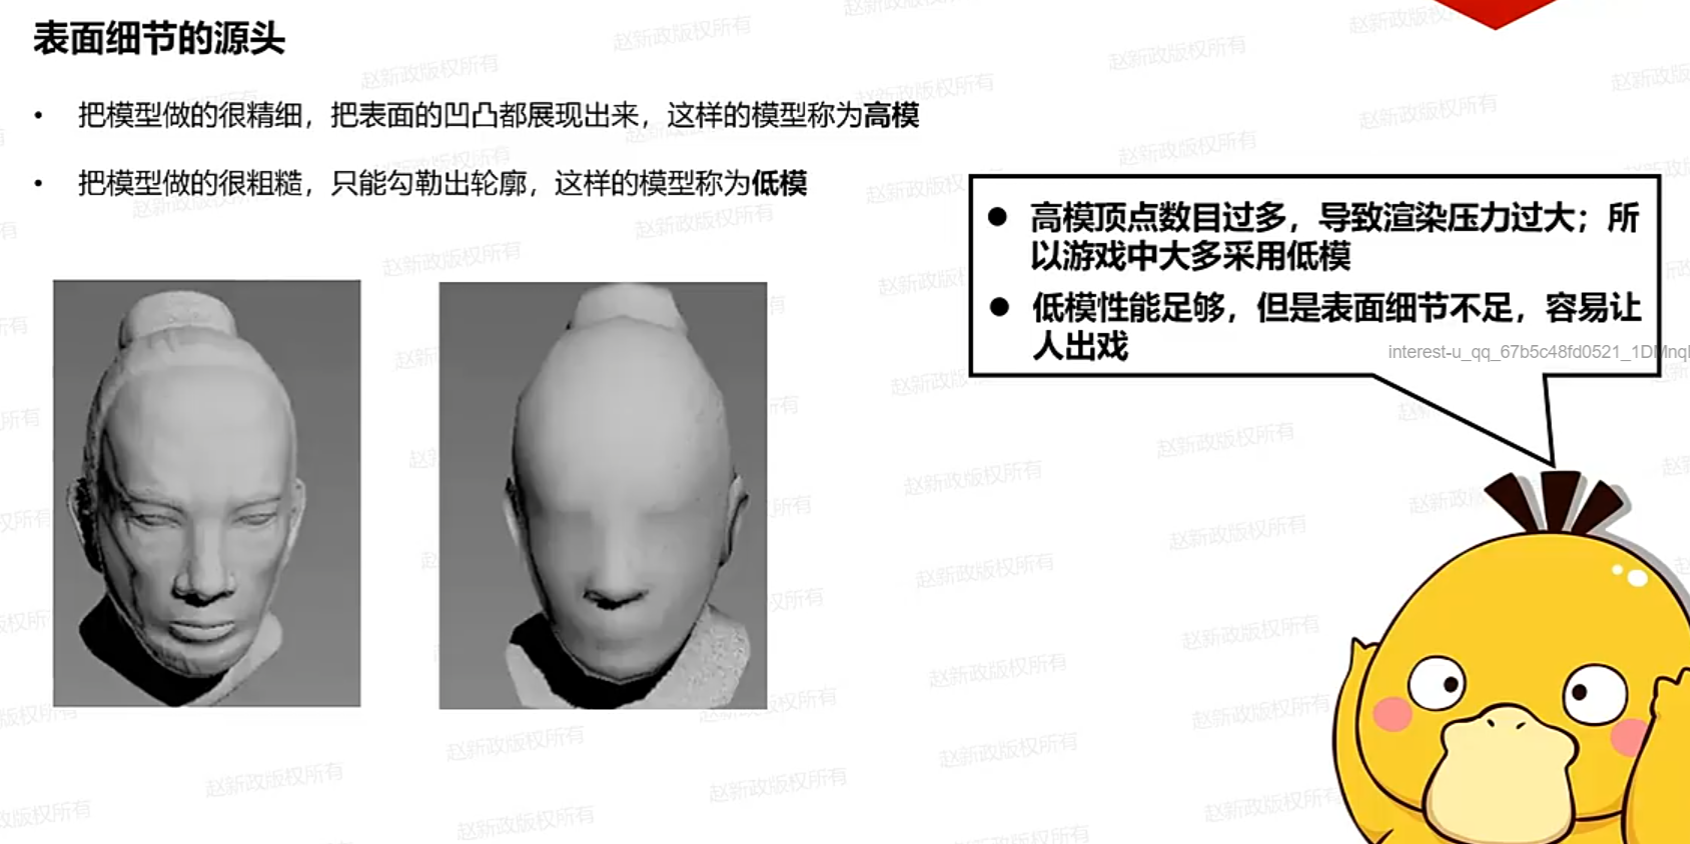 表面细节的源头
• 把模型做的很精细，把表面的凹凸都展现出来，这样的模型称为高模
• 把模型做的很粗糙，只能勾勒出轮廓，这样的模型称为低模
● 高模顶点数目过多，导致渲染压力过大；所
以游戏中大多采用低模
● 低模性能足够，但是表面细节不足，容易让
人出戏
interest-u_qq_67b5c48fd0521_1DMnql
赵新政版权所有